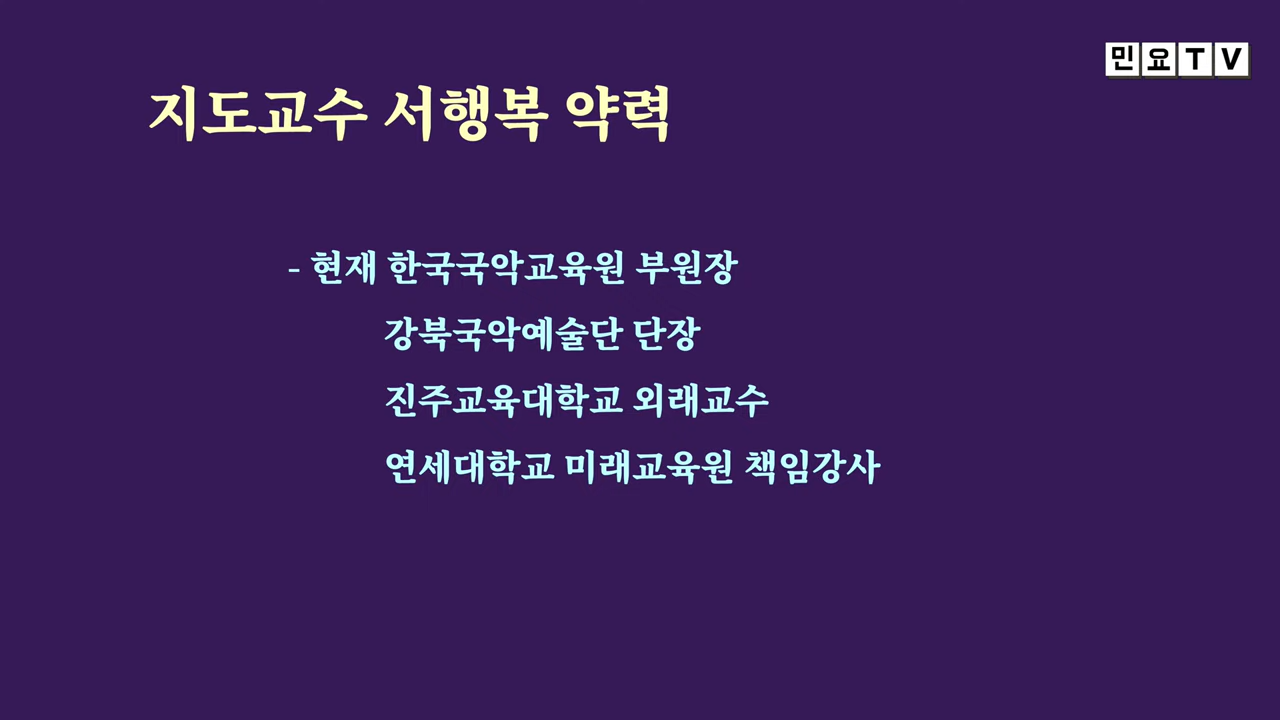 민요TV
지도교수 서행복 약력
- 현재 한국국악교육원 부원장
강북국악예술단 단장
진주교육대학교 외래교수
연세대학교 미래교육원 책임강사